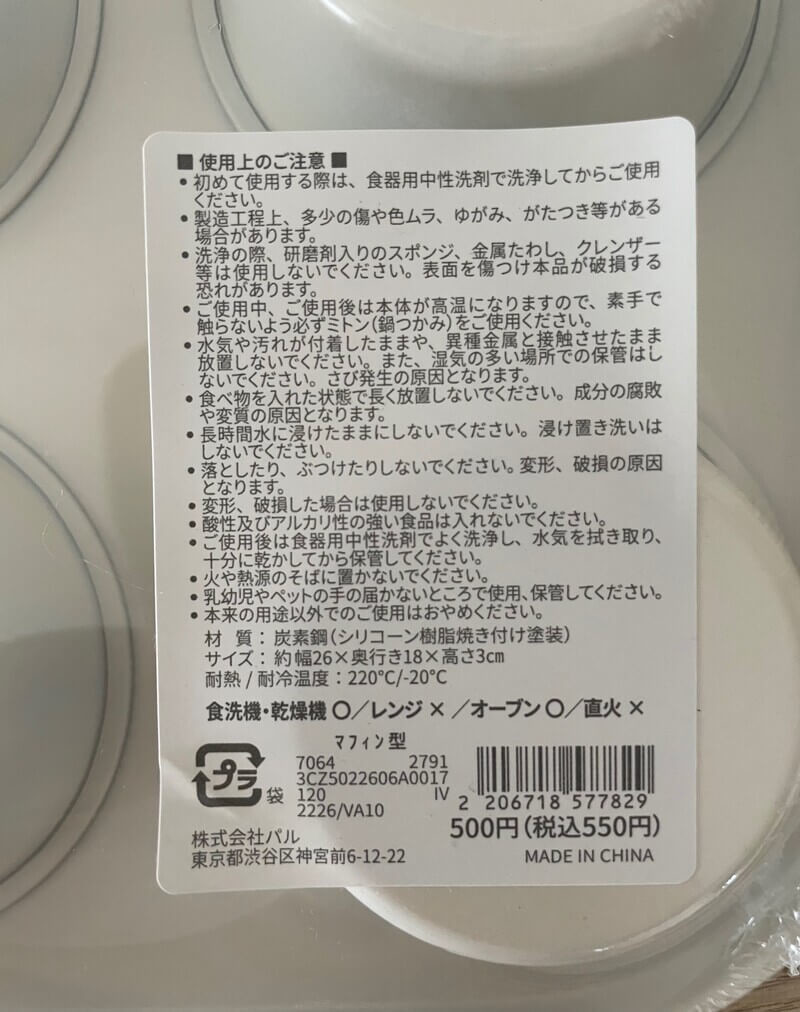 ■ 使用上のご注意 ■
• 初めて使用する際は、食器用中性洗剤で洗浄してからご使用
ください。
• 製造工程上、多少の傷や色ムラ、ゆがみ、がたつき等がある
場合があります。
• 洗浄の際、研磨剤入りのスポンジ、金属たわし、クレンザー
等は使用しないでください。表面を傷つけ本品が破損する
恐れがあります。
• ご使用中、ご使用後は本体が高温になりますので、素手で
触らないよう必ずミトン(鍋つかみ)をご使用ください。
• 水気や汚れが付着したままや、異種金属と接触させたまま
放置しないでください。また、湿気の多い場所での保管はし
ないでください。さび発生の原因となります。
• 食べ物を入れた状態で長く放置しないでください。成分の腐敗
や変質の原因となります。
• 長時間水に浸けたままにしないでください。浸け置き洗いは
しないでください。
• 落としたり、ぶつけたりしないでください。変形、破損の原因
となります。
• 変形、破損した場合は使用しないでください。
• 酸性及びアルカリ性の強い食品は入れないでください。
• ご使用後は食器用中性洗剤でよく洗浄し、水気を拭き取り、
十分に乾かしてから保管してください。
• 火や熱源のそばに置かないでください。
• 乳幼児やペットの手の届かないところで使用、保管してください。
• 本来の用途以外でのご使用はおやめください。
材 質：炭素鋼(シリコーン樹脂焼き付け塗装)
サイズ：約幅26×奥行き18×高さ3cm
耐熱 / 耐冷温度：220℃/-20℃
食洗機・乾燥機 〇／レンジ × ／オーブン 〇／直火 ×
マフィン型
プラ 袋
7064 2791
3CZ5022606A0017
120 IV
2226/VA10
2 206718 577829
500円(税込550円)
株式会社パル
東京都渋谷区神宮前6-12-22
MADE IN CHINA